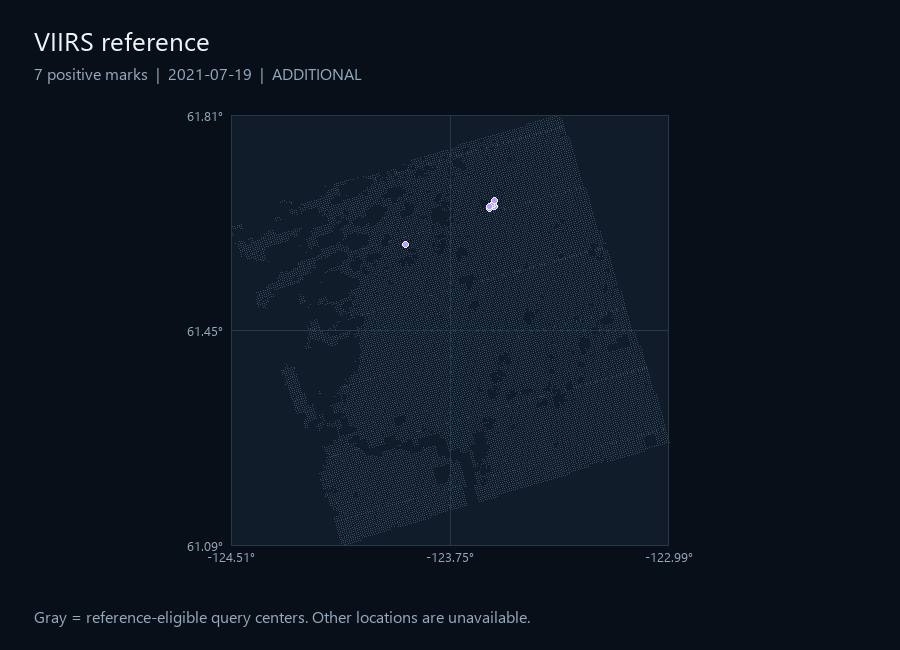 VIIRS reference
7 positive marks | 2021-07-19 | ADDITIONAL
61.81°
61.45°
61.09°
-124.51°
-123.75°
-122.99°
Gray = reference-eligible query centers. Other locations are unavailable.